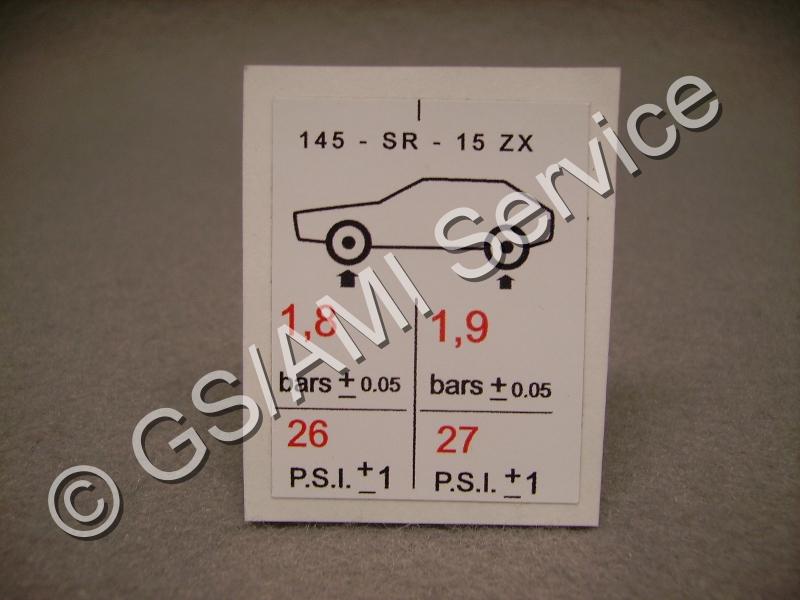 145 - SR - 15 ZX
1,8 1,9
bars ± 0.05 bars ± 0.05
26 27
P.S.I. ±1 P.S.I. ±1
© GS/AMI Service